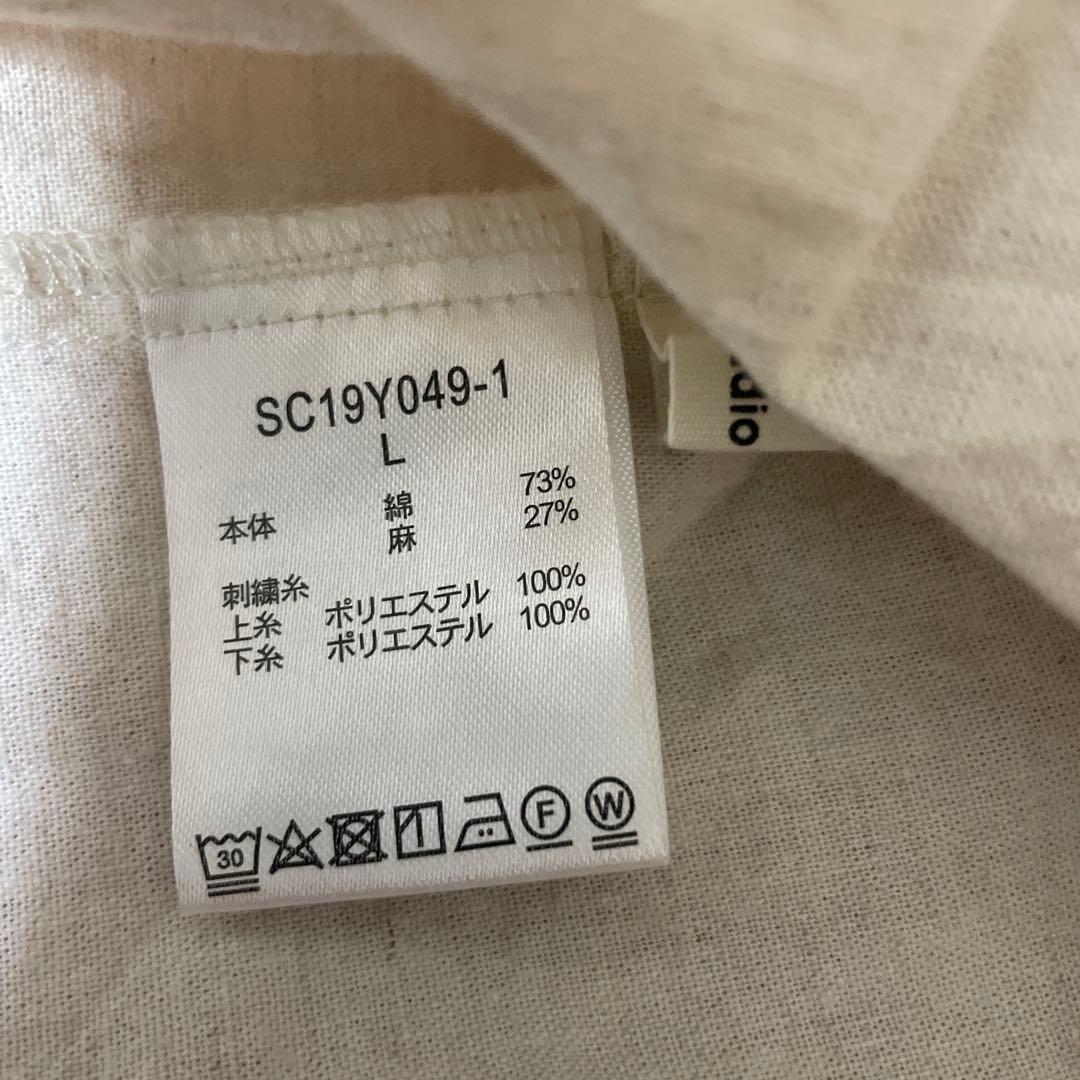 SC19Y049-1
L
本体 綿 73%
麻 27%
刺繍糸
上糸 ポリエステル 100%
下糸 ポリエステル 100%
30
F
W